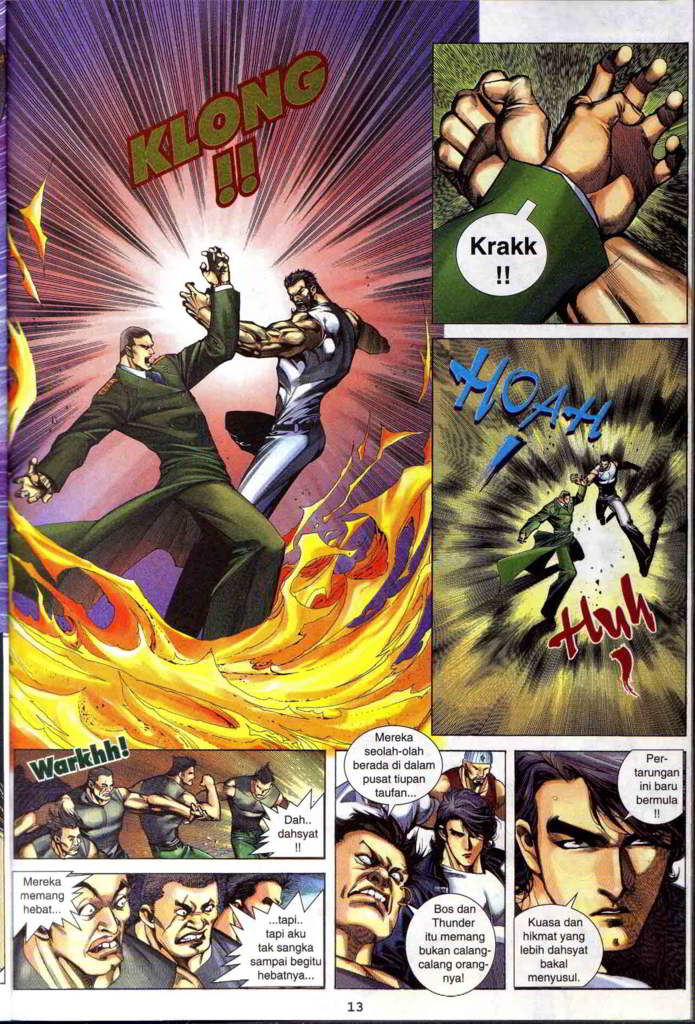 KLONG
!!
Krakk
!!
HOAH
!
Huh
!
Warkhh!
Dah..
dahsyat
!!
Mereka
memang
hebat...
...tapi..
tapi aku
tak sangka
sampai begitu
hebatnya...
Mereka
seolah-olah
berada di dalam
pusat tiupan
taufan...
Bos dan
Thunder
itu memang
bukan calang-
calang orang-
nya!
Per-
tarungan
ini baru
bermula
!!
Kuasa dan
hikmat yang
lebih dahsyat
bakal
menyusul.
13